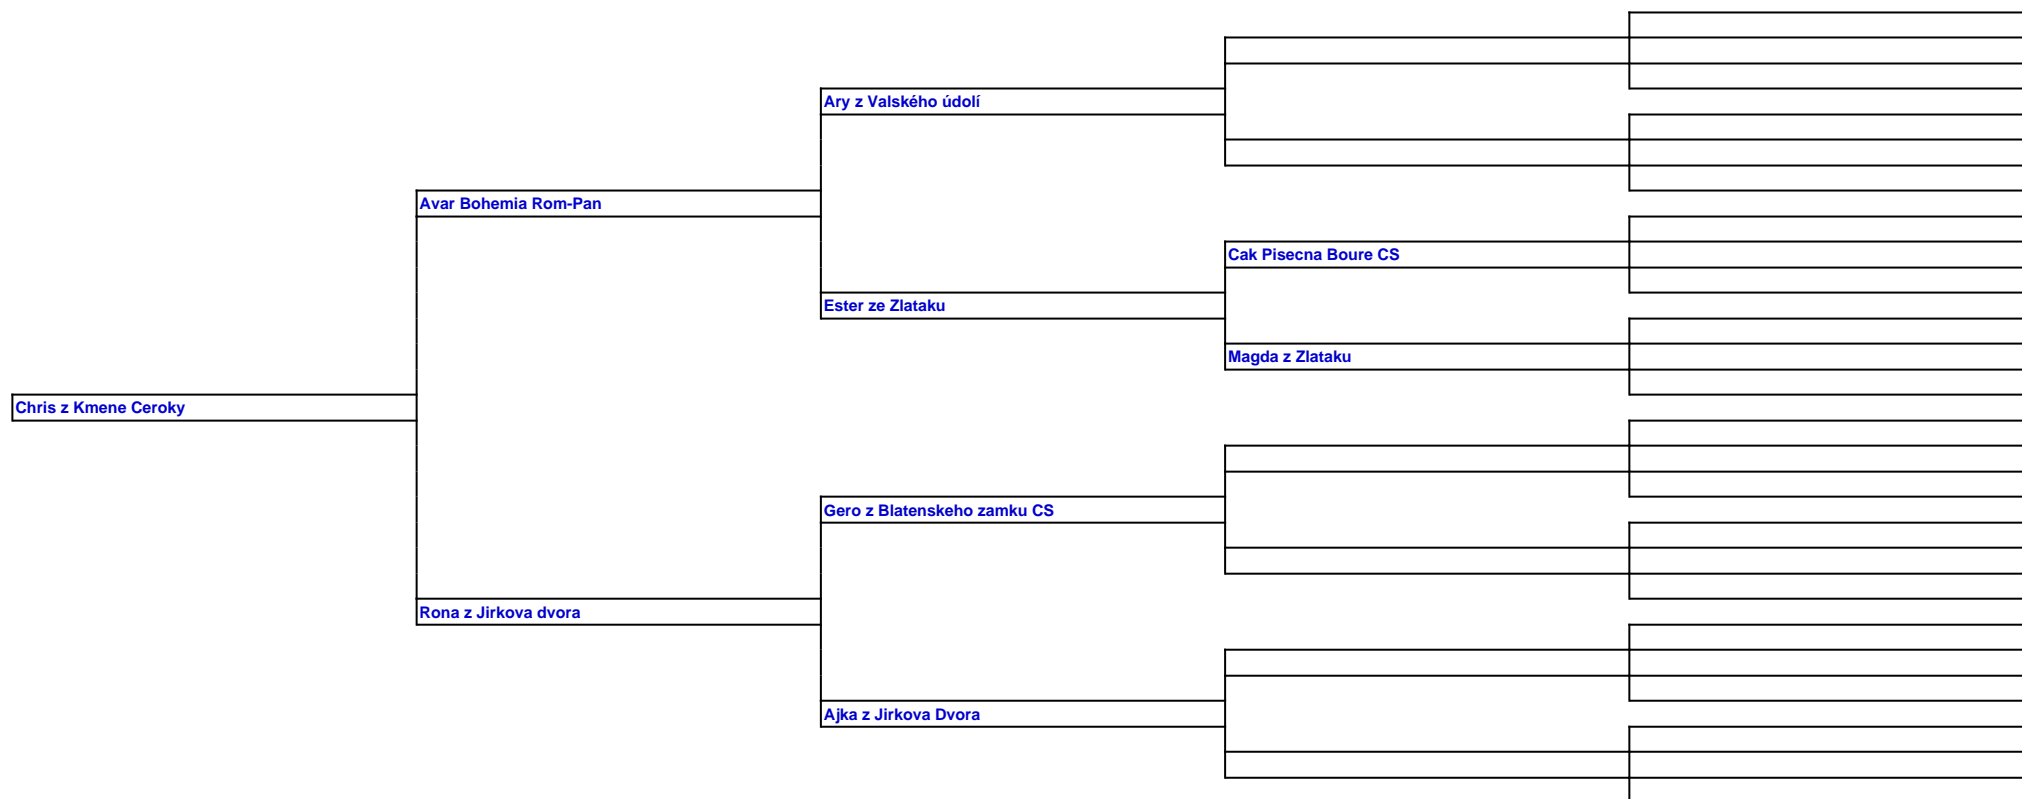 Ary z Valského údolí
Avar Bohemia Rom-Pan
Cak Pisecna Boure CS
Ester ze Zlataku
Magda z Zlataku
Chris z Kmene Ceroky
Gero z Blatenskeho zamku CS
Rona z Jirkova dvora
Ajka z Jirkova Dvora